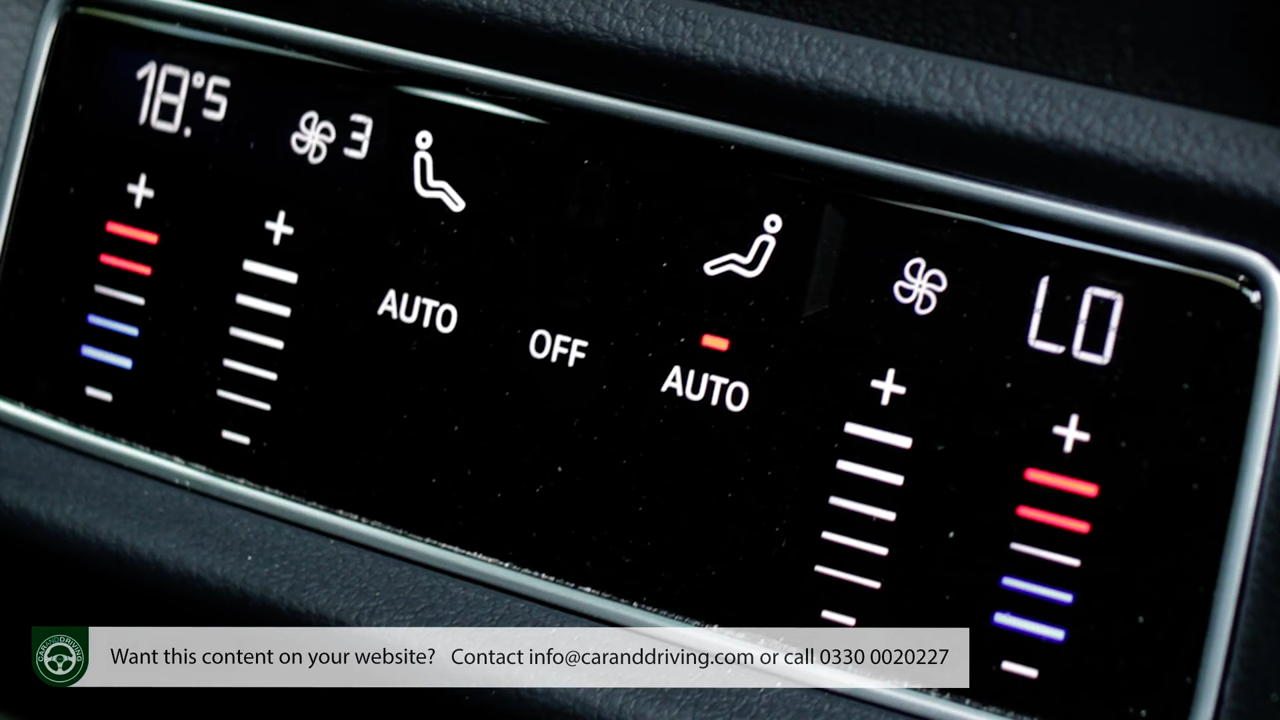 18.°5
3
AUTO
OFF
AUTO
LO
CARANDDRIVING
Want this content on your website? Contact info@caranddriving.com or call 0330 0020227